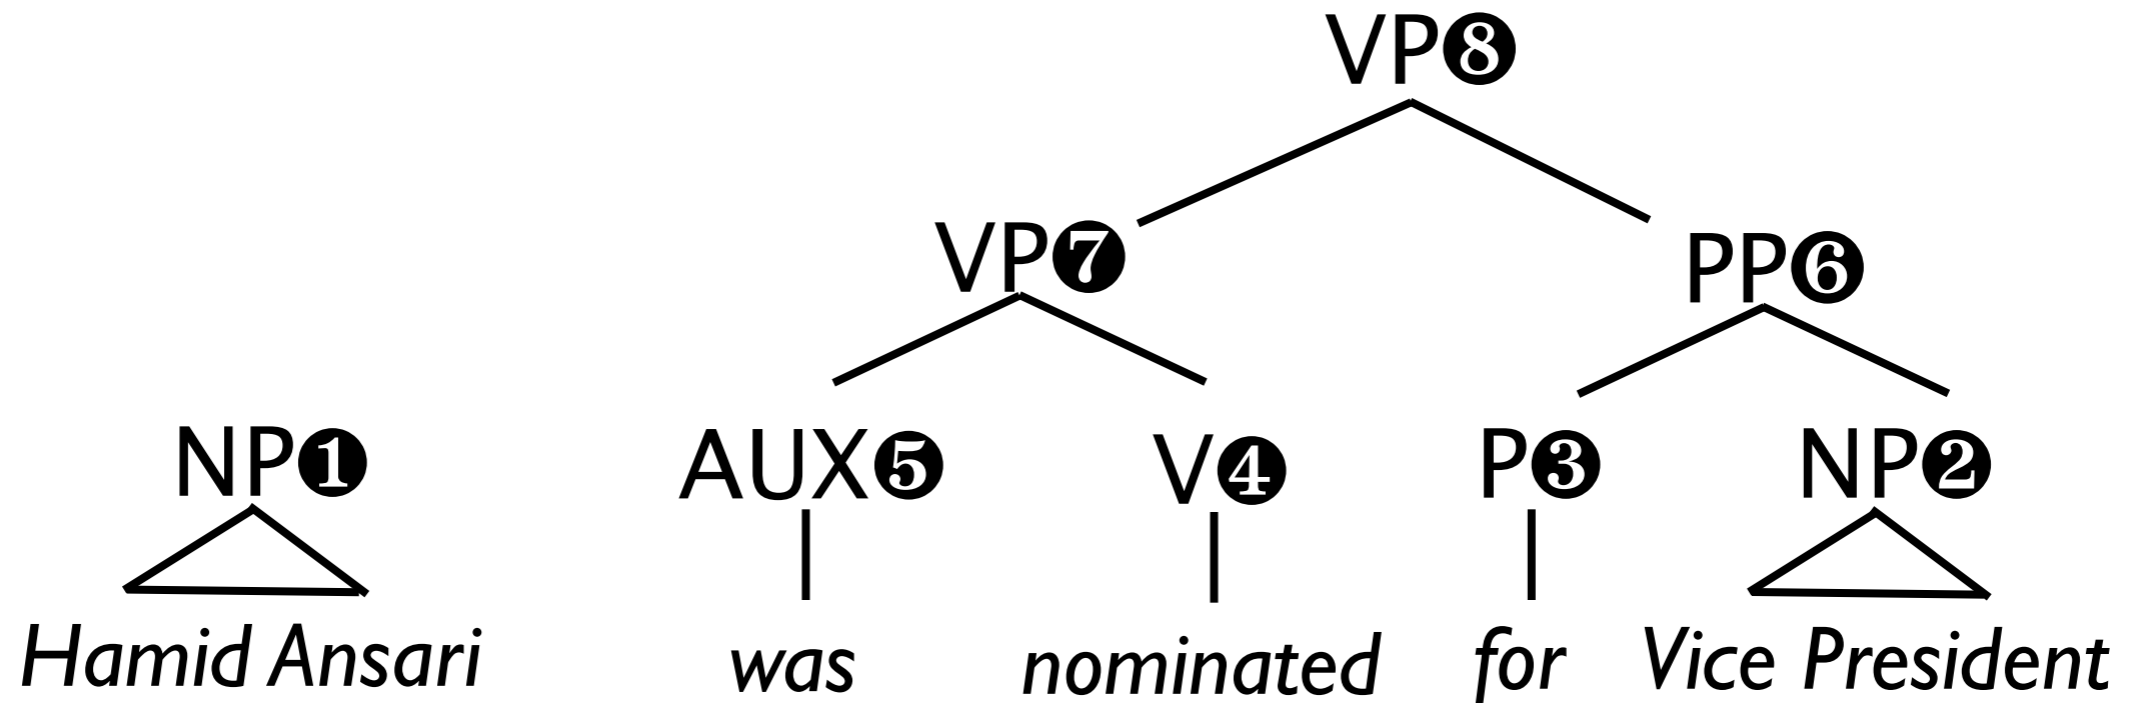 VP❽
VP❼ PP❻
NP❶ AUX❺ V❹ P❸ NP❷
Hamid Ansari was nominated for Vice President